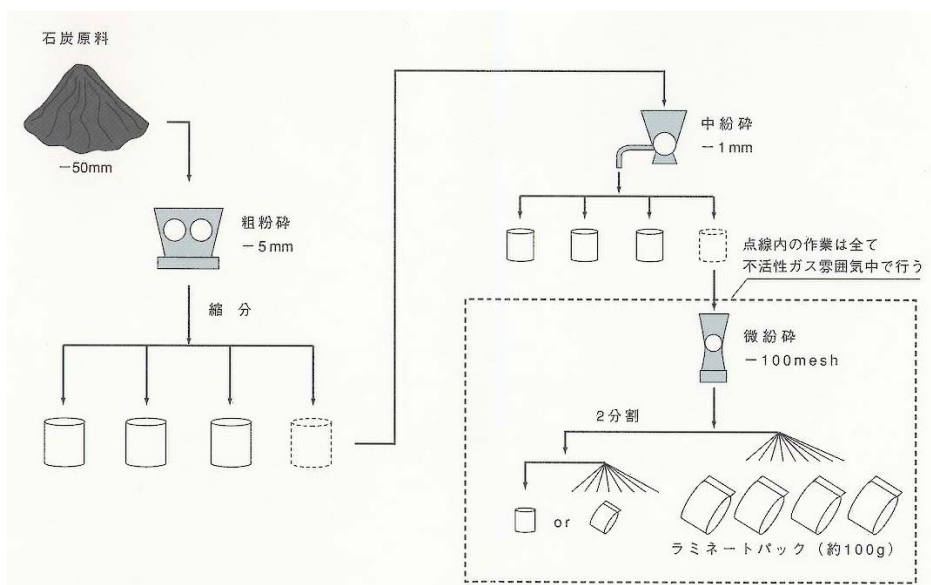 石炭原料
－50mm
粗粉砕
－5mm
縮 分
中粉砕
－1mm
点線内の作業は全て
不活性ガス雰囲気中で行う
微粉砕
－100mesh
2分割
or
ラミネートパック（約100g）